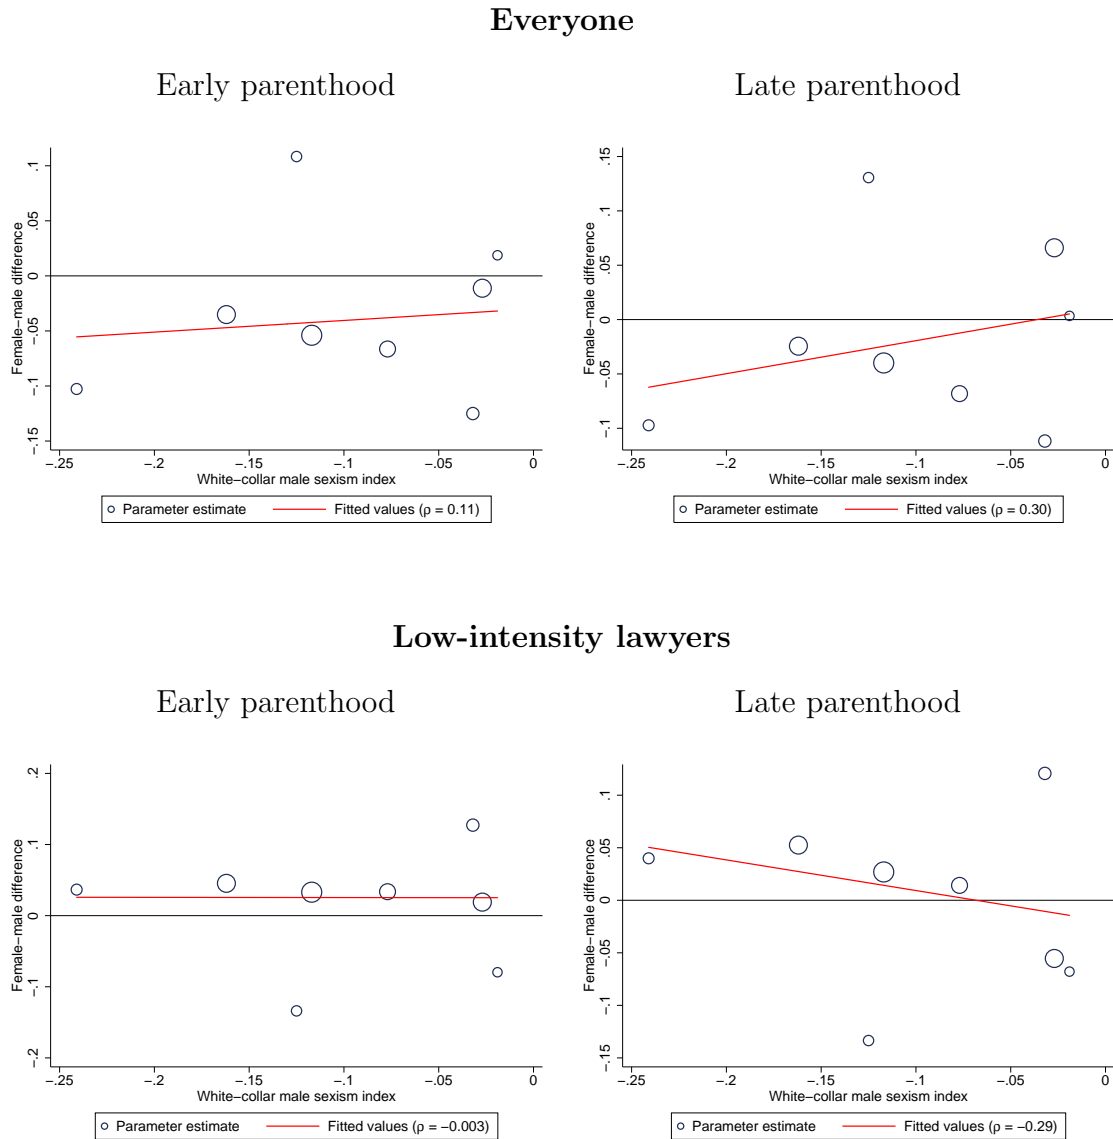 Everyone
Early parenthood
Late parenthood
Female−male difference
.1
.05
0
−.05
−.1
−.15
−.25
−.2
−.15
−.1
−.05
0
White−collar male sexism index
Parameter estimate
Fitted values (ρ = 0.11)
Female−male difference
.15
.1
.05
0
−.05
−.1
−.25
−.2
−.15
−.1
−.05
0
White−collar male sexism index
Parameter estimate
Fitted values (ρ = 0.30)
Low-intensity lawyers
Early parenthood
Late parenthood
Female−male difference
.2
.1
0
−.1
−.2
−.25
−.2
−.15
−.1
−.05
0
White−collar male sexism index
Parameter estimate
Fitted values (ρ = −0.003)
Female−male difference
.1
.05
0
−.05
−.1
−.15
−.25
−.2
−.15
−.1
−.05
0
White−collar male sexism index
Parameter estimate
Fitted values (ρ = −0.29)